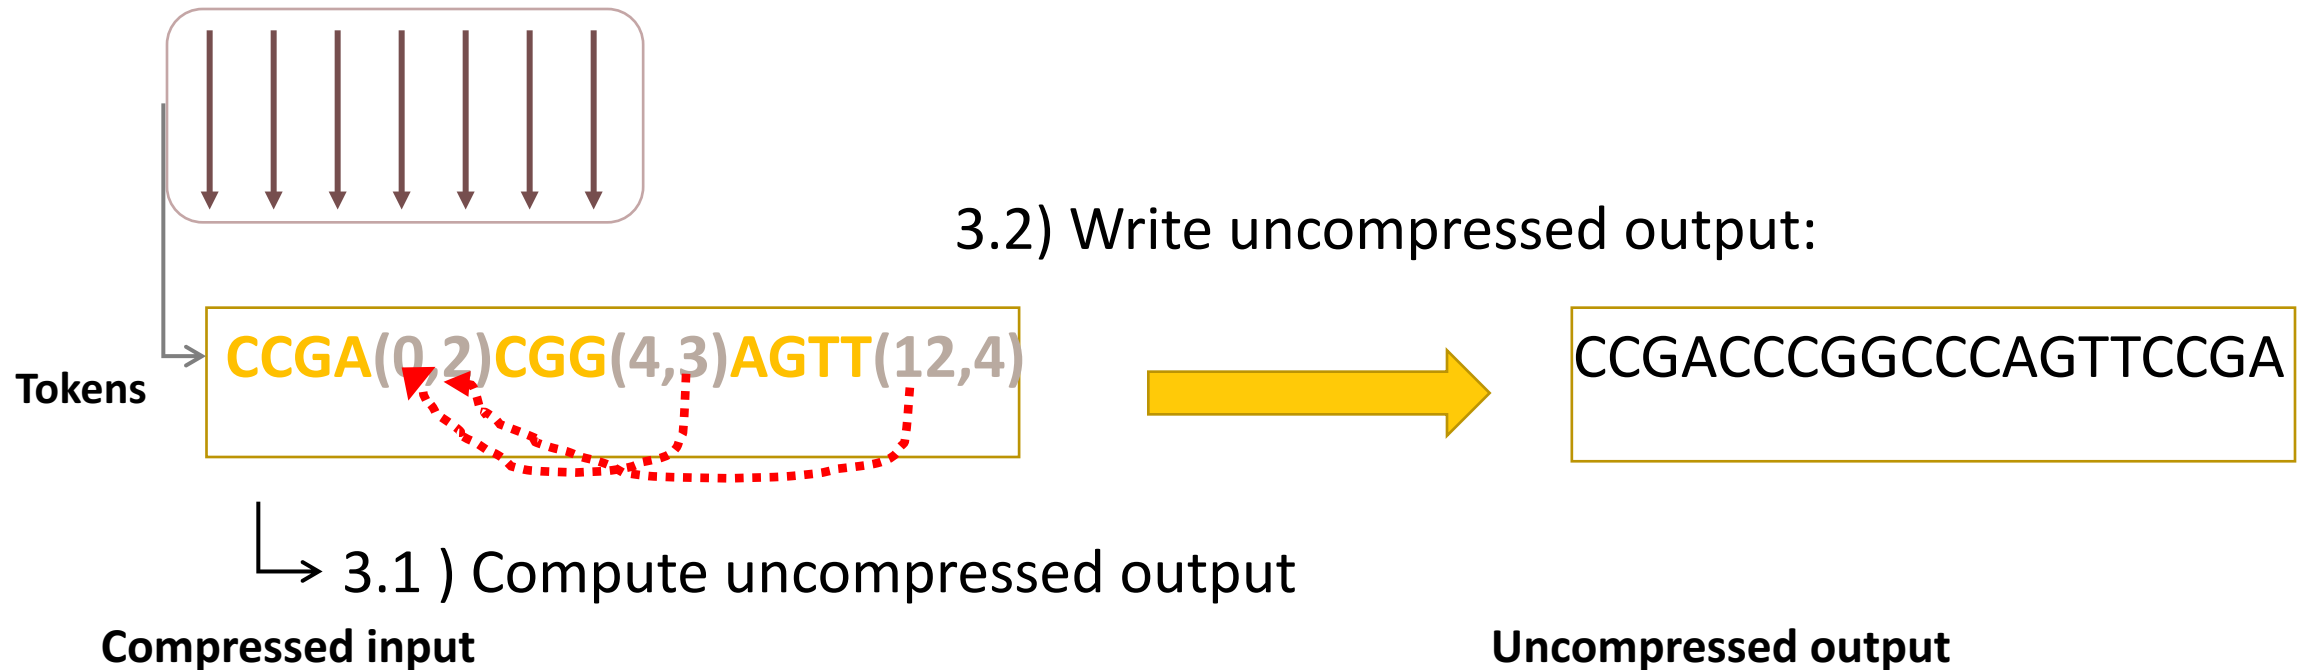 3.2) Write uncompressed output:
Tokens
CCGA(0,2)CGG(4,3)AGTT(12,4)
CCGACCCGGCCCAGTTCCGA
3.1 ) Compute uncompressed output
Compressed input
Uncompressed output